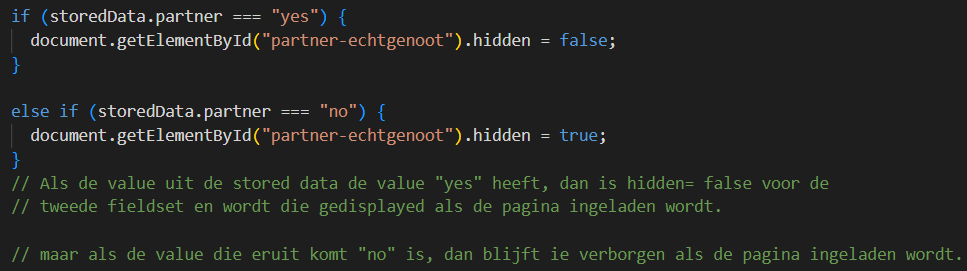 if (storedData.partner === "yes") {
  document.getElementById("partner-echtgenoot").hidden = false;
}
else if (storedData.partner === "no") {
  document.getElementById("partner-echtgenoot").hidden = true;
}
// Als de value uit de stored data de value "yes" heeft, dan is hidden= false voor de
// tweede fieldset en wordt die gedisplayed als de pagina ingeladen wordt.
// maar als de value die eruit komt "no" is, dan blijft ie verborgen als de pagina ingeladen wordt.